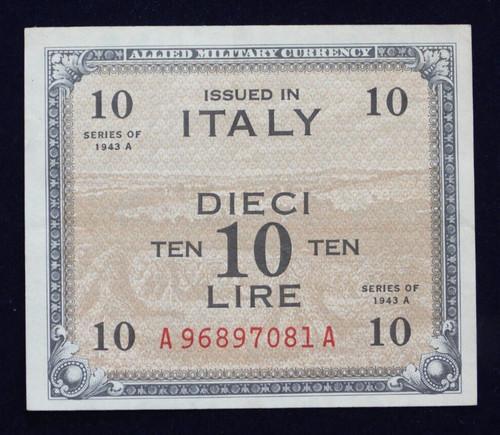 ALLIED MILITARY CURRENCY
10 ISSUED IN 10
SERIES OF
1943 A
ITALY
DIECI
TEN 10 TEN
LIRE
SERIES OF
1943 A
10 A96897081A 10